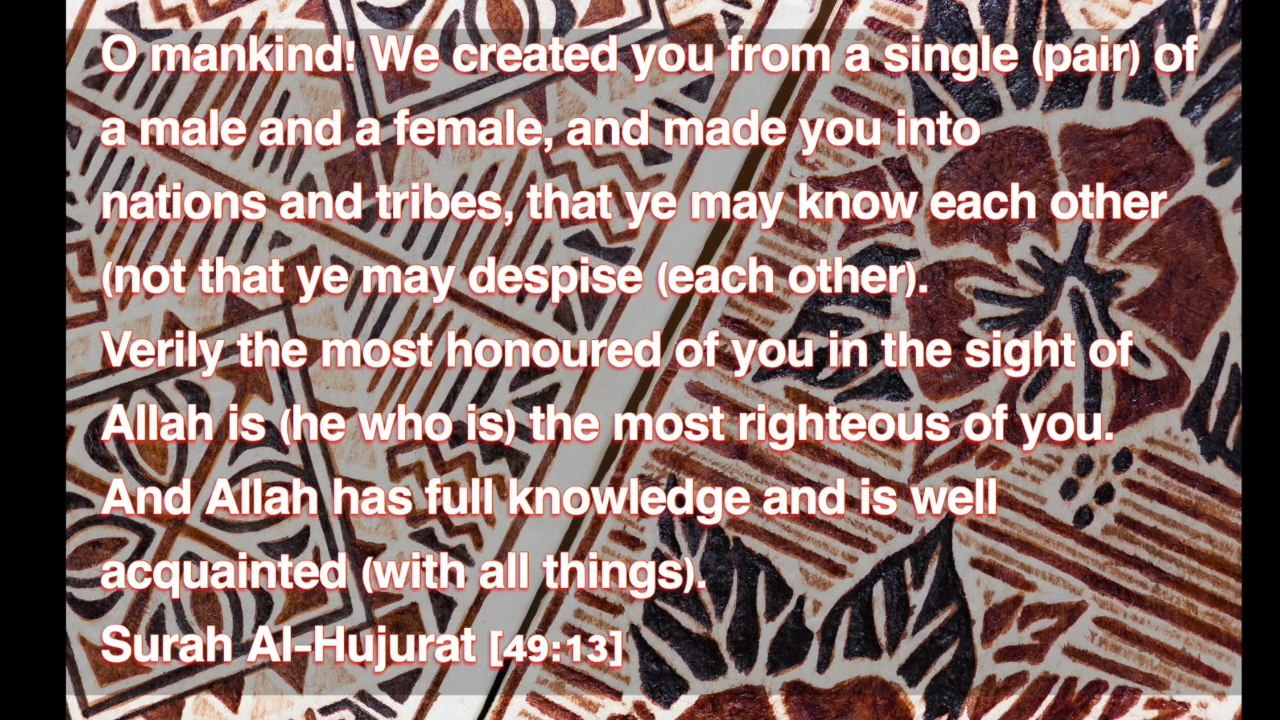 O mankind! We created you from a single (pair) of
a male and a female, and made you into
nations and tribes, that ye may know each other
(not that ye may despise (each other).
Verily the most honoured of you in the sight of
Allah is (he who is) the most righteous of you.
And Allah has full knowledge and is well
acquainted (with all things).
Surah Al-Hujurat [49:13]